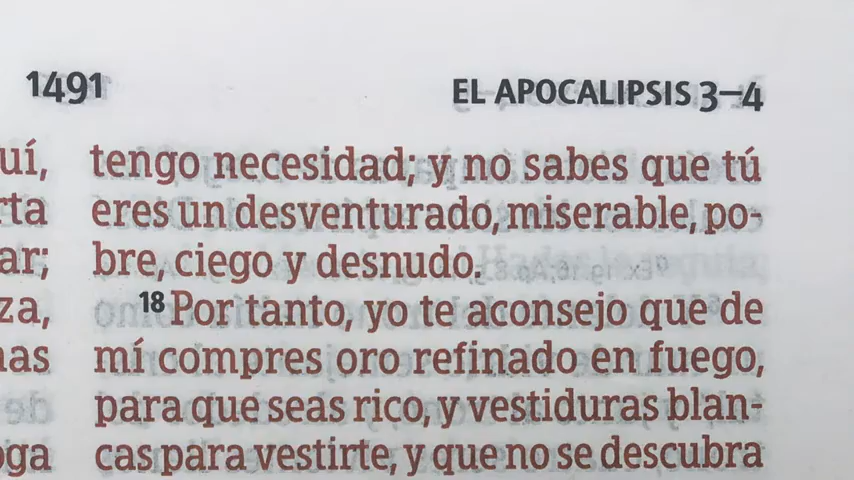 1491
EL APOCALIPSIS 3–4
uí,
rta
ar;
za,
nas
oga
tengo necesidad; y no sabes que tú
eres un desventurado, miserable, po-
bre, ciego y desnudo.
18 Por tanto, yo te aconsejo que de
mí compres oro refinado en fuego,
para que seas rico, y vestiduras blan-
cas para vestirte, y que no se descubra